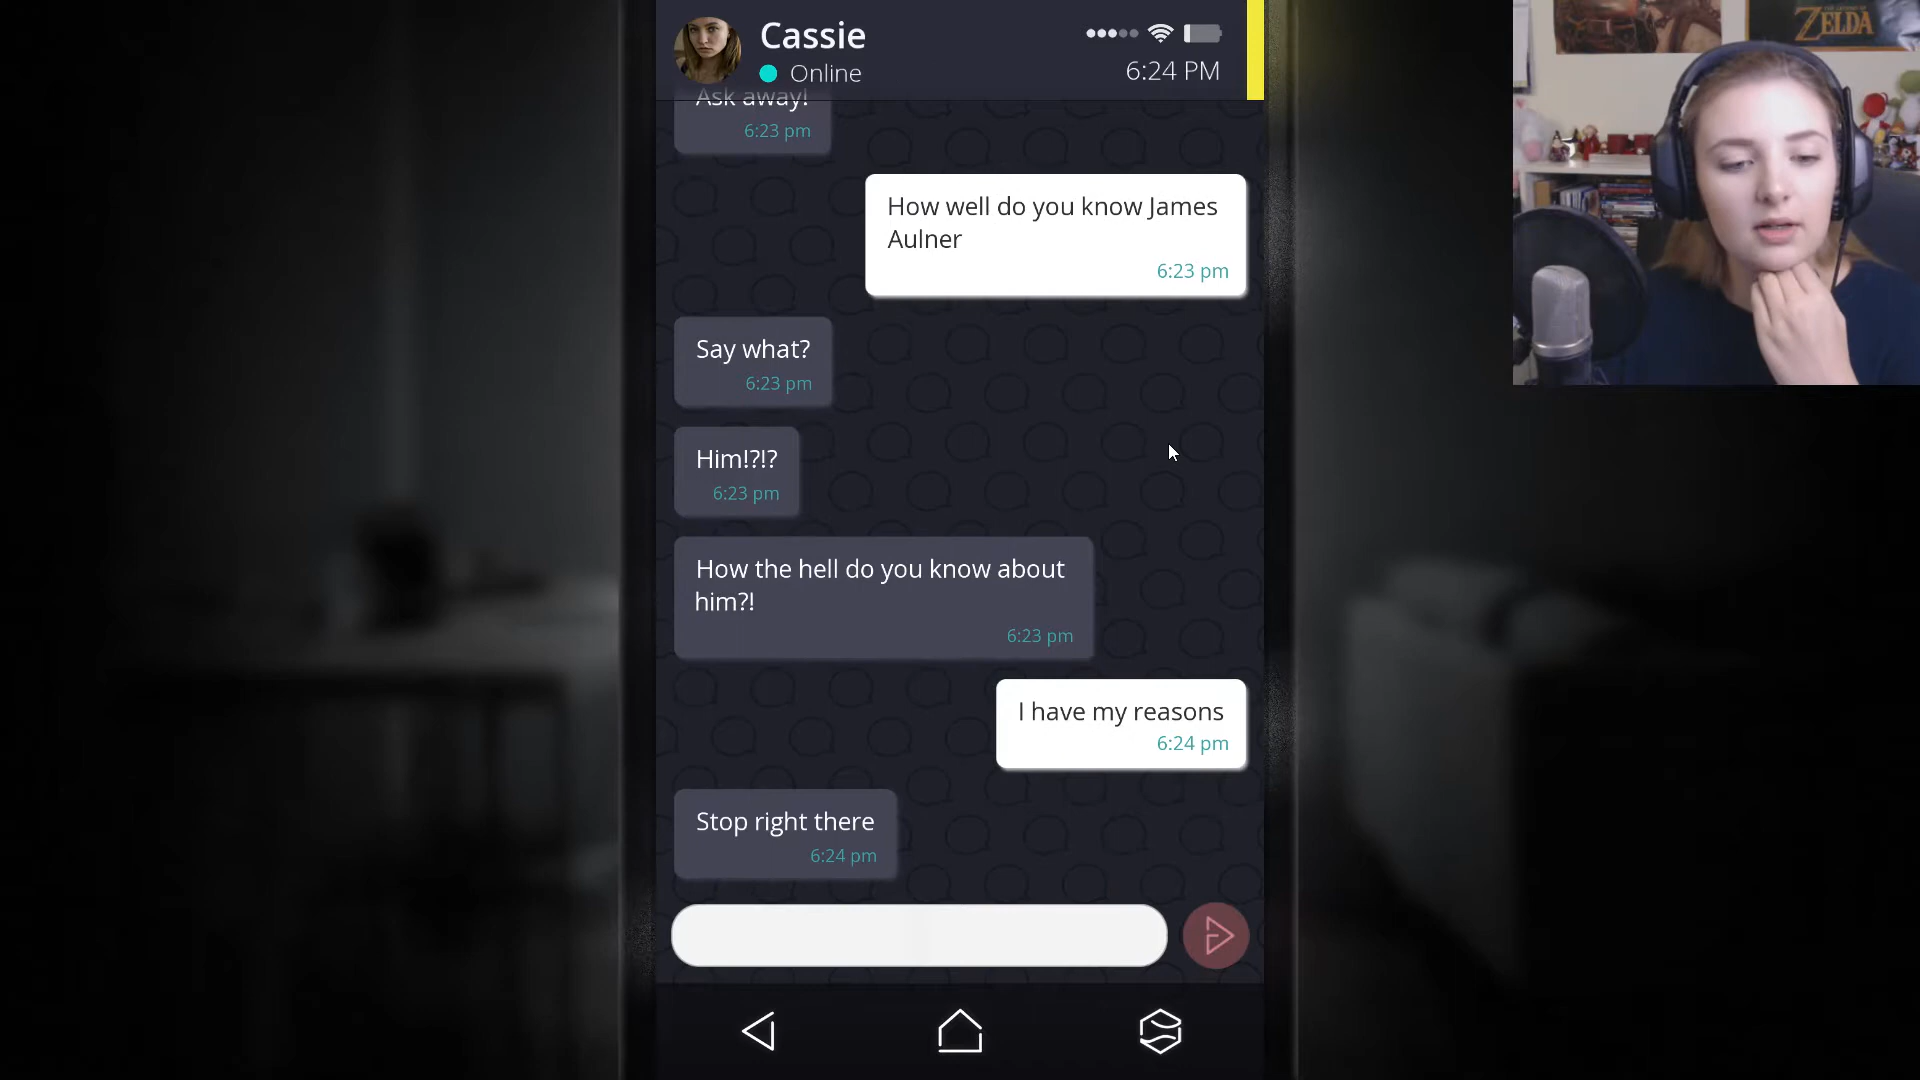 Cassie
Online
6:24 PM
Ask away!
6:23 pm
How well do you know James
Aulner
6:23 pm
Say what?
6:23 pm
Him!?!?
6:23 pm
How the hell do you know about
him?!
6:23 pm
I have my reasons
6:24 pm
Stop right there
6:24 pm
ZELDA